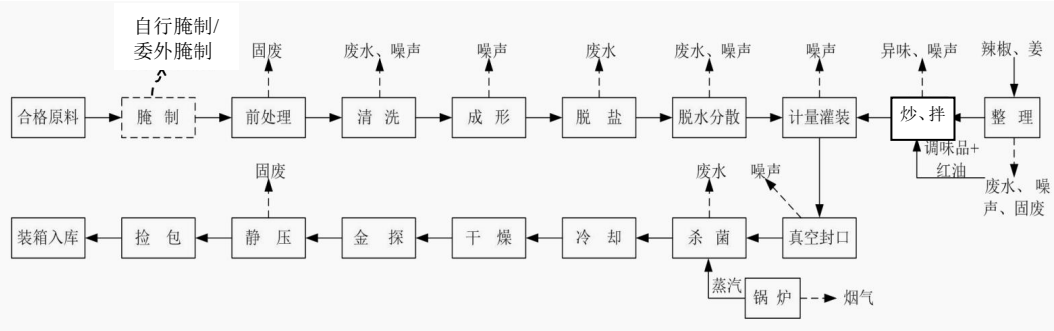 自行腌制/
委外腌制
固废
废水、噪声
噪声
废水
废水、噪声
噪声
异味、噪声
辣椒、姜
合格原料
腌制
前处理
清洗
成形
脱盐
脱水分散
计量灌装
炒、拌
整理
调味品+
红油
废水、噪
声、固废
固废
废水
噪声
装箱入库
捡包
静压
金探
干燥
冷却
杀菌
真空封口
蒸汽
锅炉
烟气